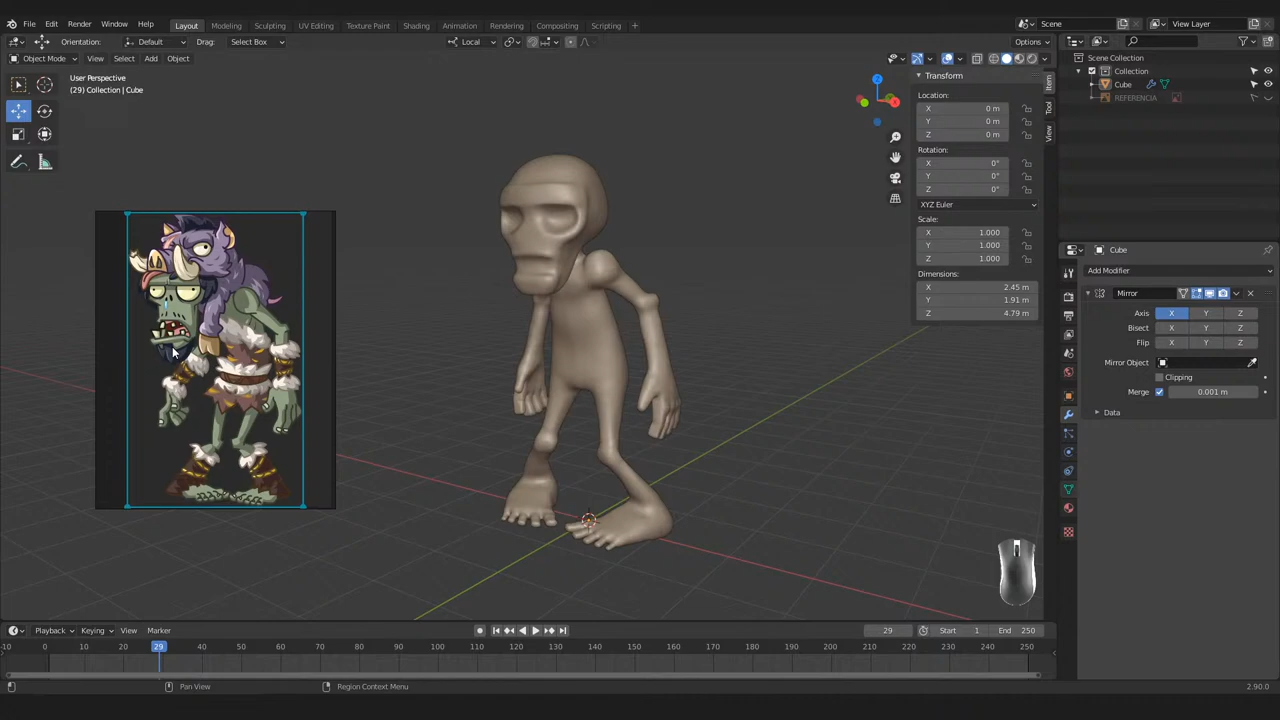 File Edit Render Window Help Layout Modeling Sculpting UV Editing Texture Paint Shading Animation Rendering Compositing Scripting + Scene View Layer
Orientation: Default Drag: Select Box Local Options
Object Mode View Select Add Object
Scene Collection
Collection
Cube
REFERENCIA
User Perspective
(29) Collection | Cube
Z
X
Transform
Location:
X 0 m
Y 0 m
Z 0 m
Rotation:
X 0°
Y 0°
Z 0°
XYZ Euler
Scale:
X 1.000
Y 1.000
Z 1.000
Dimensions:
X 2.45 m
Y 1.91 m
Z 4.79 m
Item
Tool
View
Cube
Add Modifier
Mirror
Axis X Y Z
Bisect X Y Z
Flip X Y Z
Mirror Object
Clipping
Merge 0.001 m
Data
Playback Keying View Marker 29 Start 1 End 250
-10 0 10 20 29 40 50 60 70 80 90 100 110 120 130 140 150 160 170 180 190 200 210 220 230 240 250
Pan View Region Context Menu 2.90.0